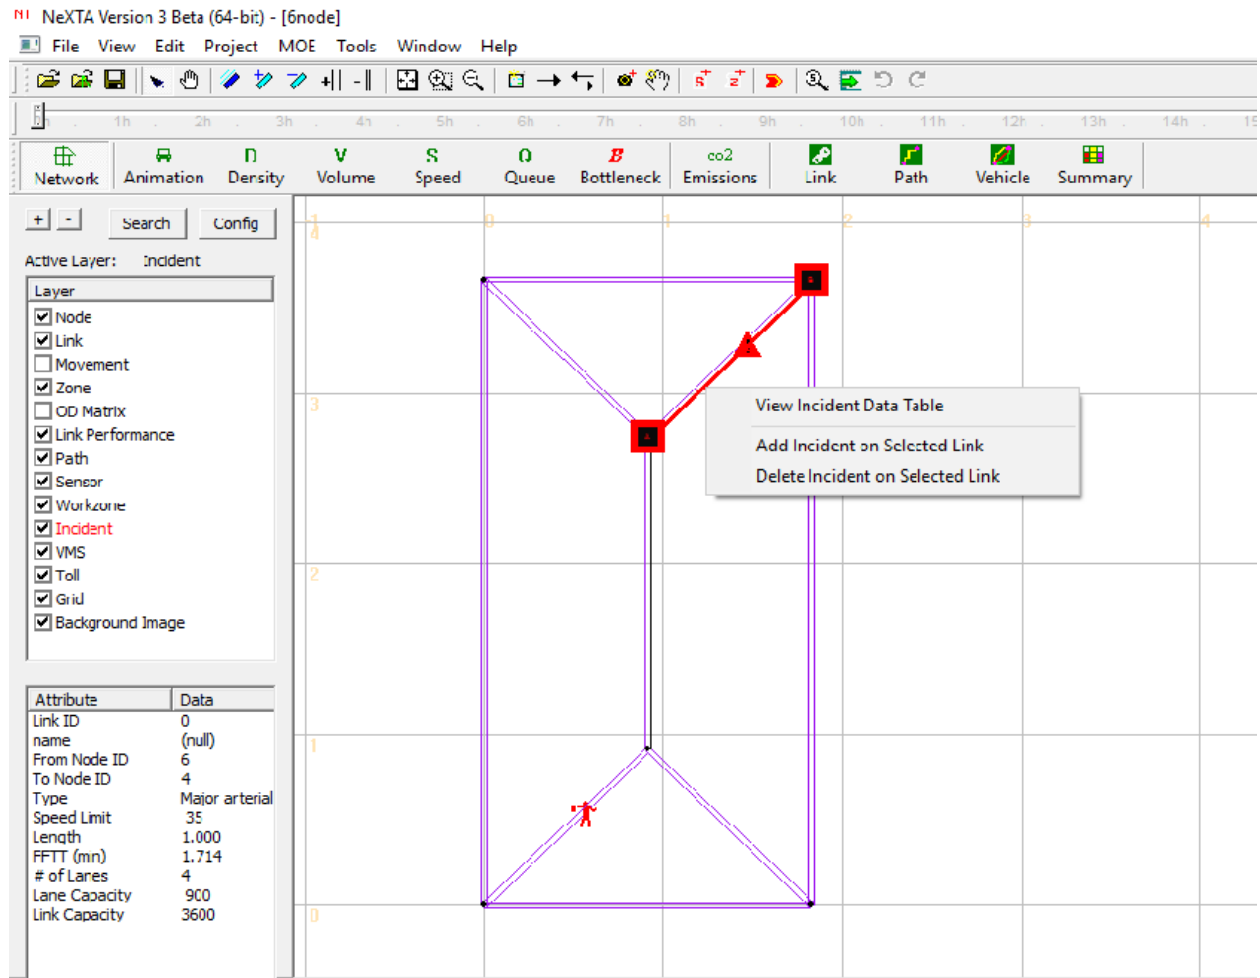 NeXTA Version 3 Beta (64-bit) - [6node]
File View Edit Project MOE Tools Window Help
1h 2h 3h 4h 5h 6h 7h 8h 9h 10h 11h 12h 13h 14h 15
Network Animation Density Volume Speed Queue Bottleneck Emissions Link Path Vehicle Summary
+ - Search Config
Active Layer: Incident
Layer
Node
Link
Movement
Zone
OD Matrix
Link Performance
Path
Sensor
Workzone
Incident
VMS
Toll
Grid
Background Image
Attribute Data
Link ID 0
name (null)
From Node ID 6
To Node ID 4
Type Major arterial
Speed Limit 35
Length 1.000
FFTT (mn) 1.714
# of Lanes 4
Lane Capacity 900
Link Capacity 3600
0 1 2 3 4
4
3
2
1
0
View Incident Data Table
Add Incident on Selected Link
Delete Incident on Selected Link